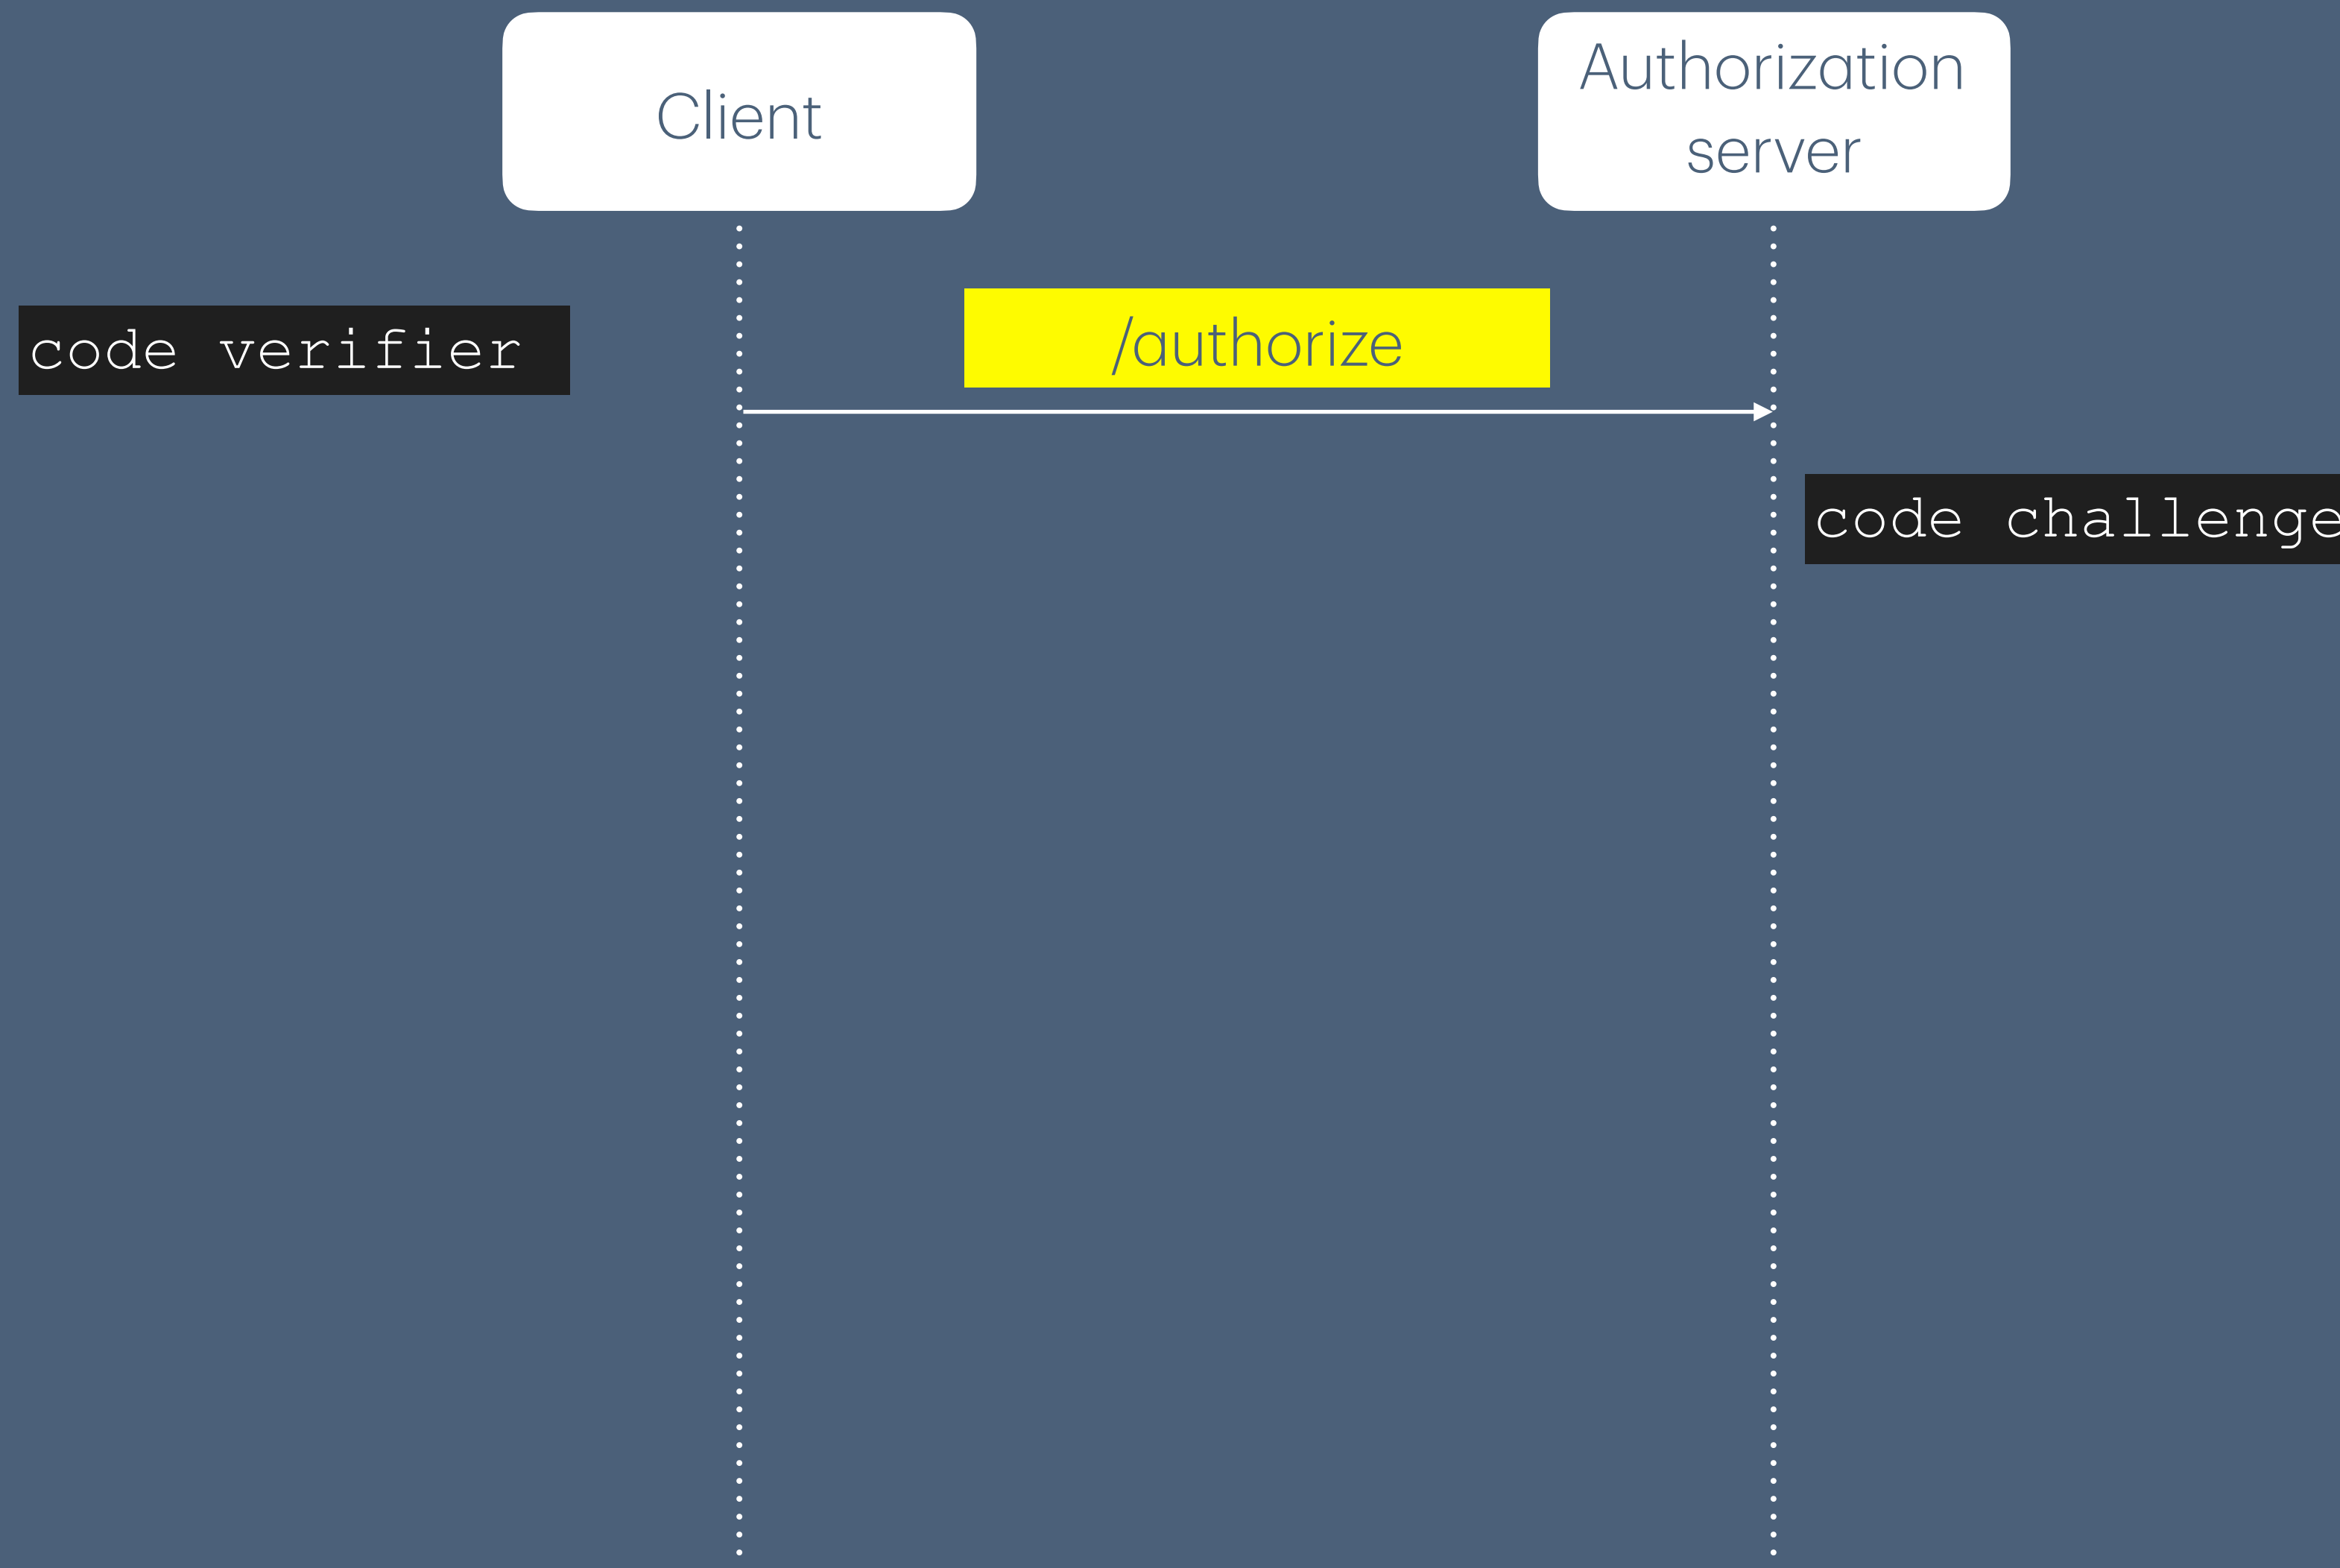 Client
Authorization
server
code verifier
/authorize
code challenge